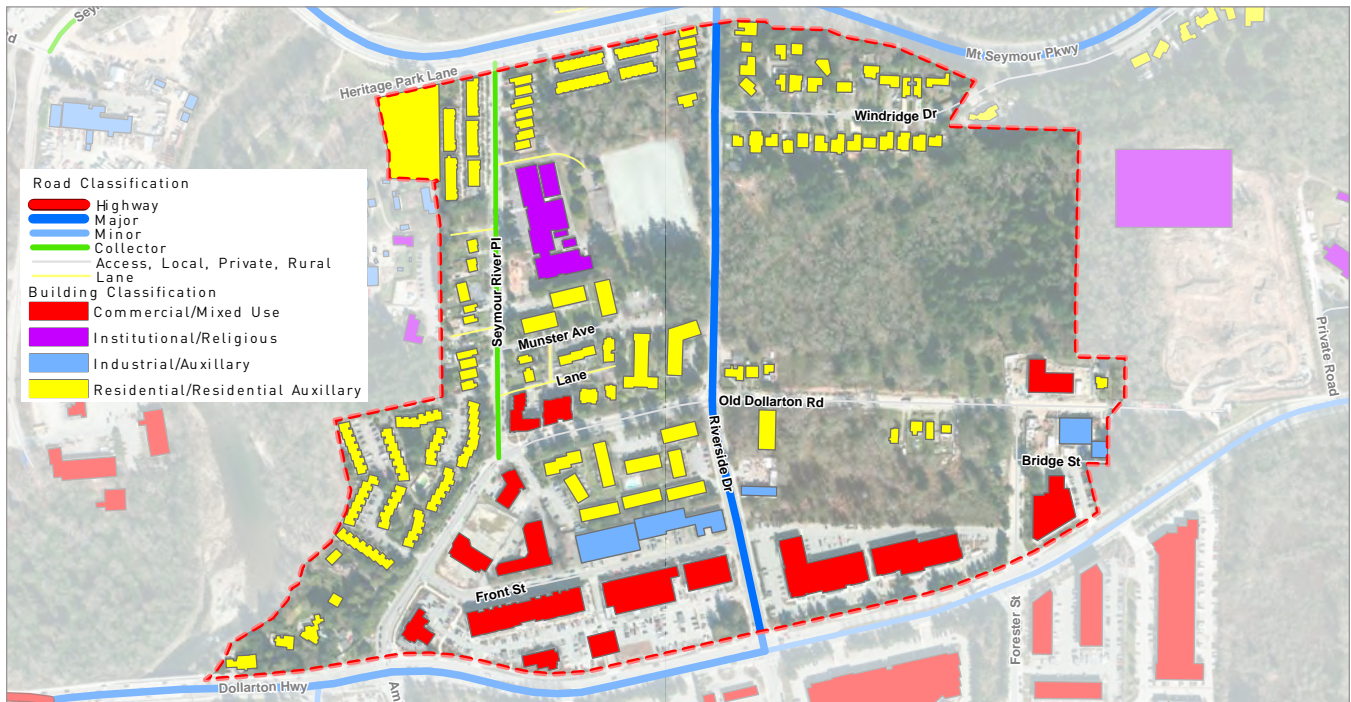 Sey
d
Mt Seymour Pkwy
Heritage Park Lane
Windridge Dr
Road Classification
Highway
Major
Minor
Collector
Access, Local, Private, Rural
Lane
Building Classification
Commercial/Mixed Use
Institutional/Religious
Industrial/Auxillary
Residential/Residential Auxillary
Seymour River Pl
Munster Ave
Lane
Private Road
Old Dollarton Rd
Riverside Dr
Bridge St
Front St
Forester St
Dollarton Hwy
Am